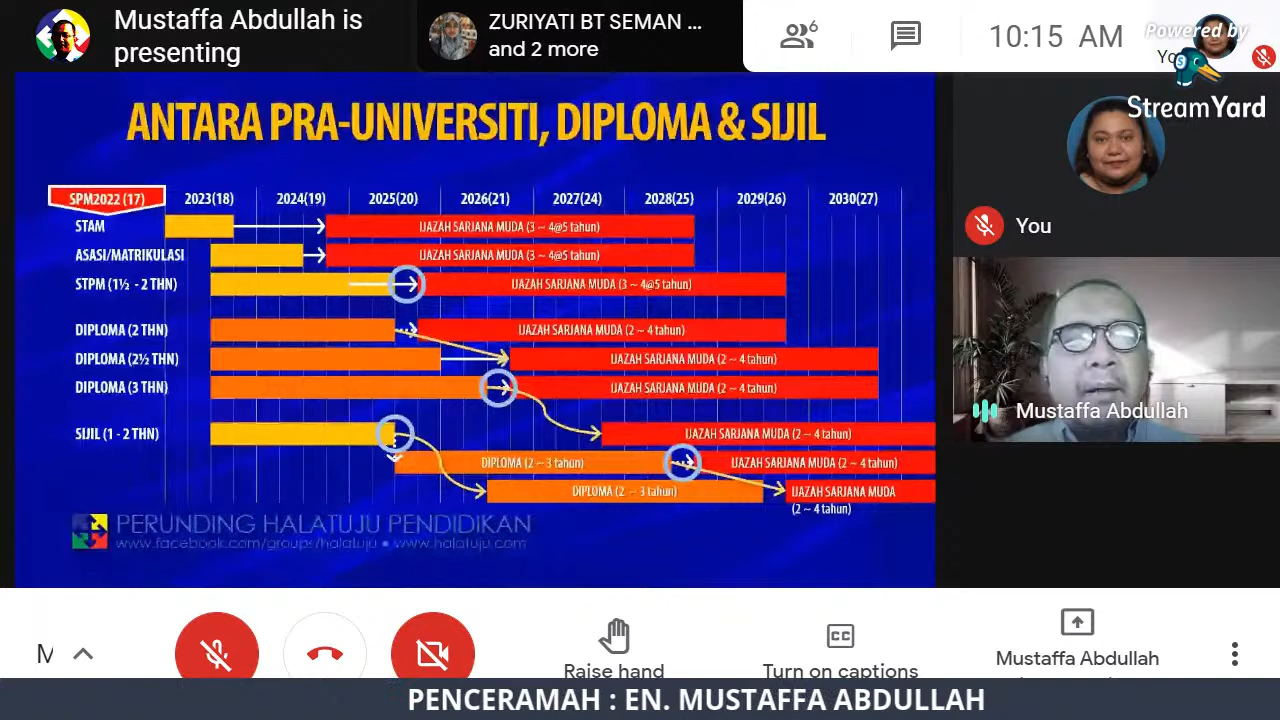 Mustaffa Abdullah is
presenting
ZURIYATI BT SEMAN ...
and 2 more
6
10:15 AM
Powered by
StreamYard
ANTARA PRA-UNIVERSITI, DIPLOMA & SIJIL
SPM2022 (17) 2023(18) 2024(19) 2025(20) 2026(21) 2027(24) 2028(25) 2029(26) 2030(27)
STAM IJAZAH SARJANA MUDA (3 ~ 4@5 tahun)
ASASI/MATRIKULASI IJAZAH SARJANA MUDA (3 ~ 4@5 tahun)
STPM (1½ - 2 THN) IJAZAH SARJANA MUDA (3 ~ 4@5 tahun)
DIPLOMA (2 THN) IJAZAH SARJANA MUDA (2 ~ 4 tahun)
DIPLOMA (2½ THN) IJAZAH SARJANA MUDA (2 ~ 4 tahun)
DIPLOMA (3 THN) IJAZAH SARJANA MUDA (2 ~ 4 tahun)
SIJIL (1 - 2 THN) IJAZAH SARJANA MUDA (2 ~ 4 tahun)
DIPLOMA (2 ~ 3 tahun) IJAZAH SARJANA MUDA (2 ~ 4 tahun)
DIPLOMA (2 ~ 3 tahun) IJAZAH SARJANA MUDA
(2 ~ 4 tahun)
PERUNDING HALATUJU PENDIDIKAN
www.facebook.com/groups/halatuju • www.halatuju.com
You
Mustaffa Abdullah
Raise hand
CC
Turn on captions
Mustaffa Abdullah
PENCERAMAH : EN. MUSTAFFA ABDULLAH